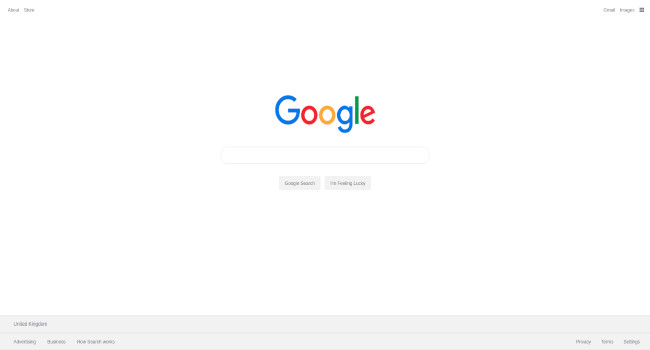 About Store Gmail Images
Google
Google Search I'm Feeling Lucky
United Kingdom
Advertising Business How Search works Privacy Terms Settings